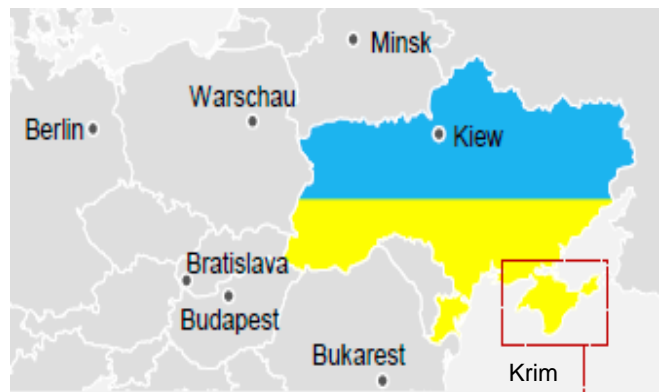 Minsk
Warschau
Berlin
Kiew
Bratislava
Budapest
Bukarest
Krim